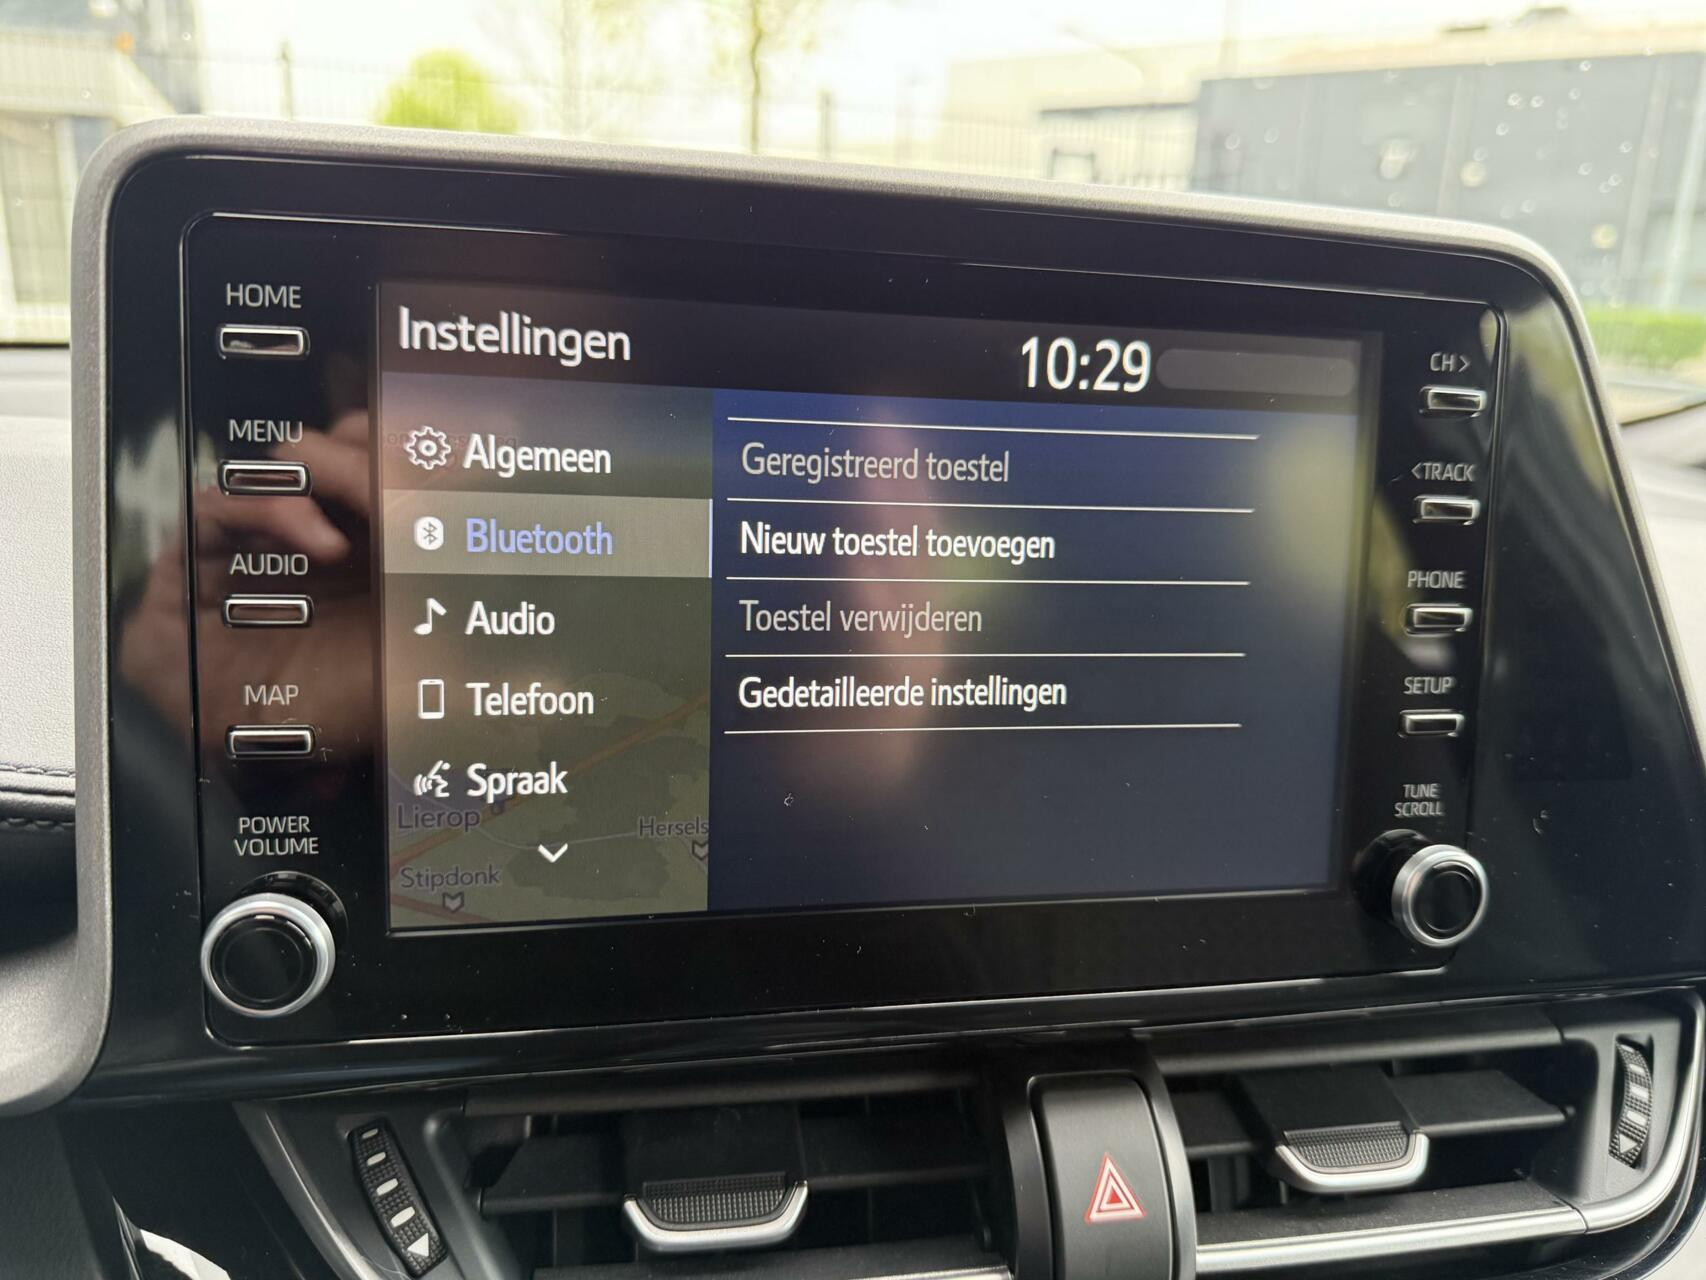 HOME
MENU
AUDIO
MAP
POWER
VOLUME
Instellingen
10:29
Algemeen
Bluetooth
Audio
Telefoon
Spraak
Lierop
Stipdonk
Hersels
Geregistreerd toestel
Nieuw toestel toevoegen
Toestel verwijderen
Gedetailleerde instellingen
CH>
<TRACK
PHONE
SETUP
TUNE
SCROLL